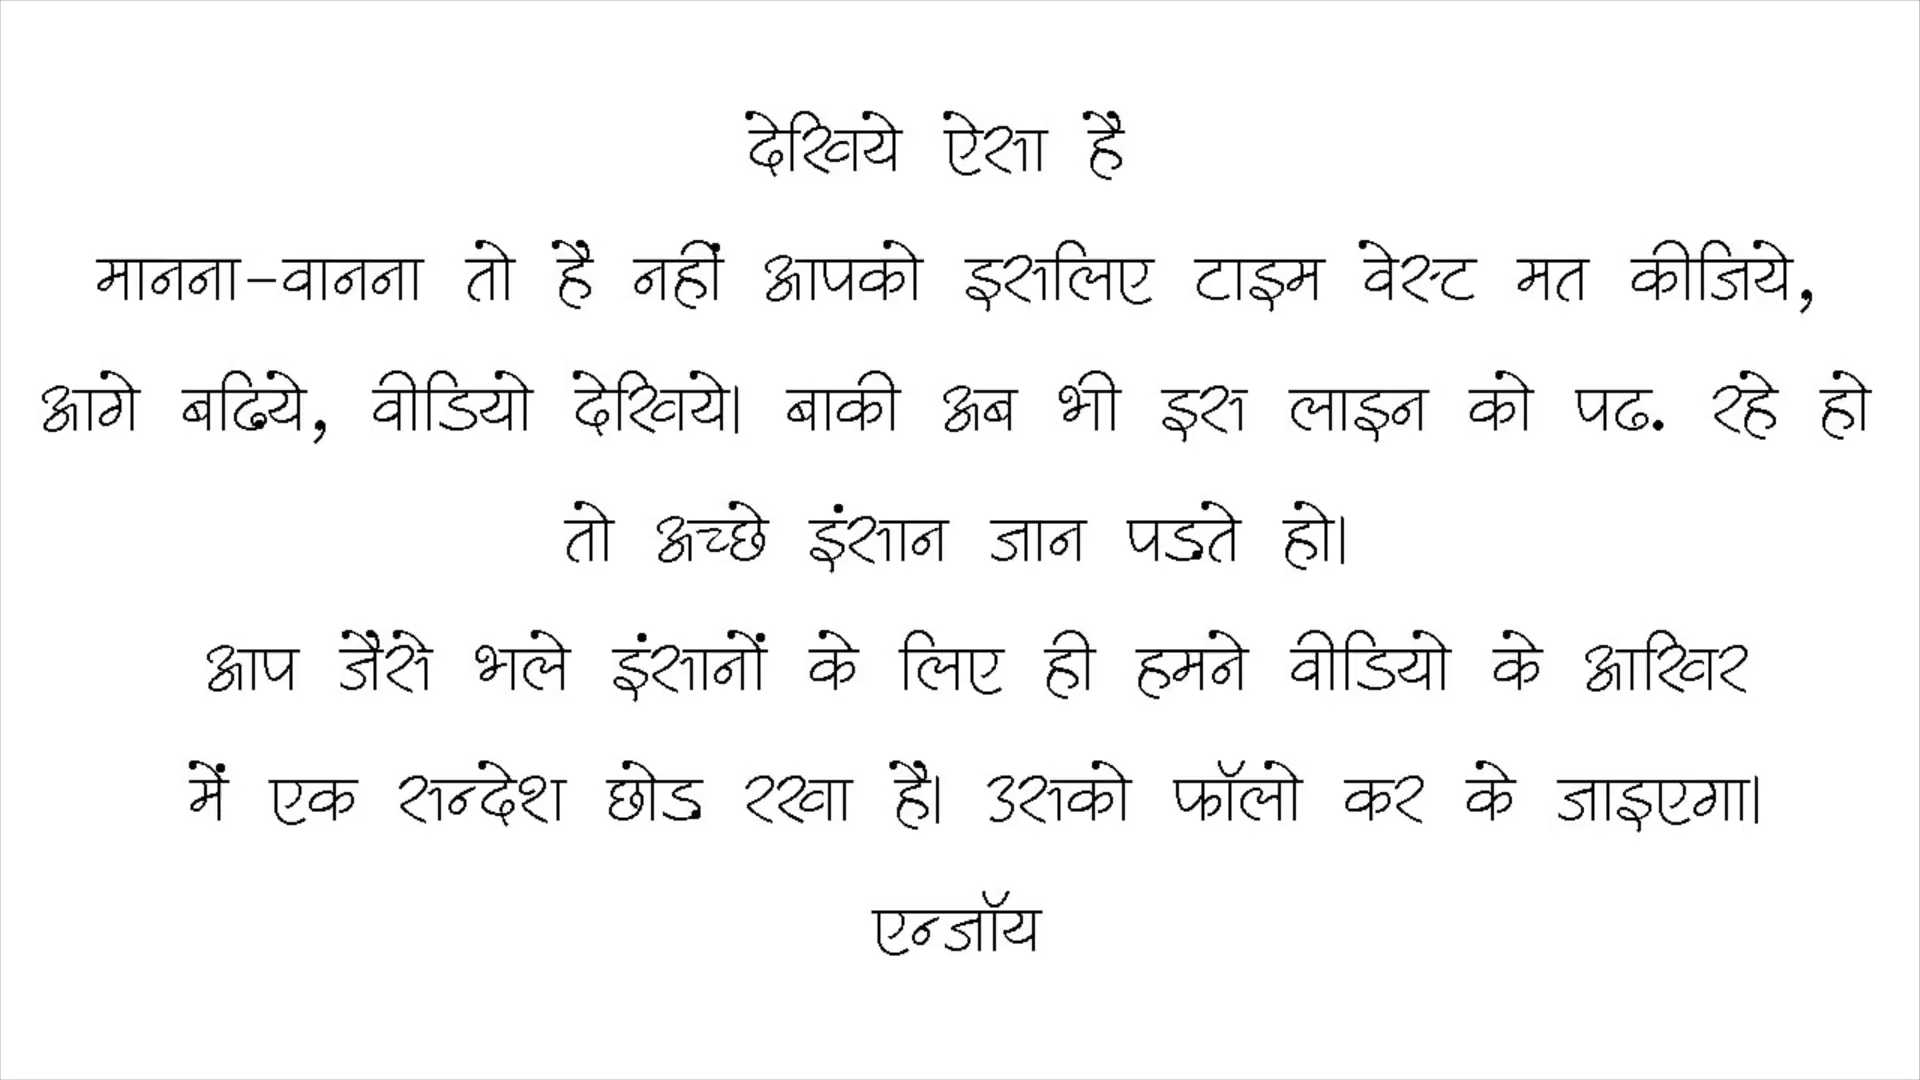 देखिये ऐसा है
मानना-वानना तो है नहीं आपको इसलिए टाइम वेस्ट मत कीजिये,
आगे बढिये, वीडियो देखिये। बाकी अब भी इस लाइन को पढ. रहे हो
तो अच्छे इंसान जान पड़ते हो।
आप जैसे भले इंसानों के लिए ही हमने वीडियो के आखिर
में एक सन्देश छोड़ रखा है। उसको फॉलो कर के जाइएगा।
एन्जॉय